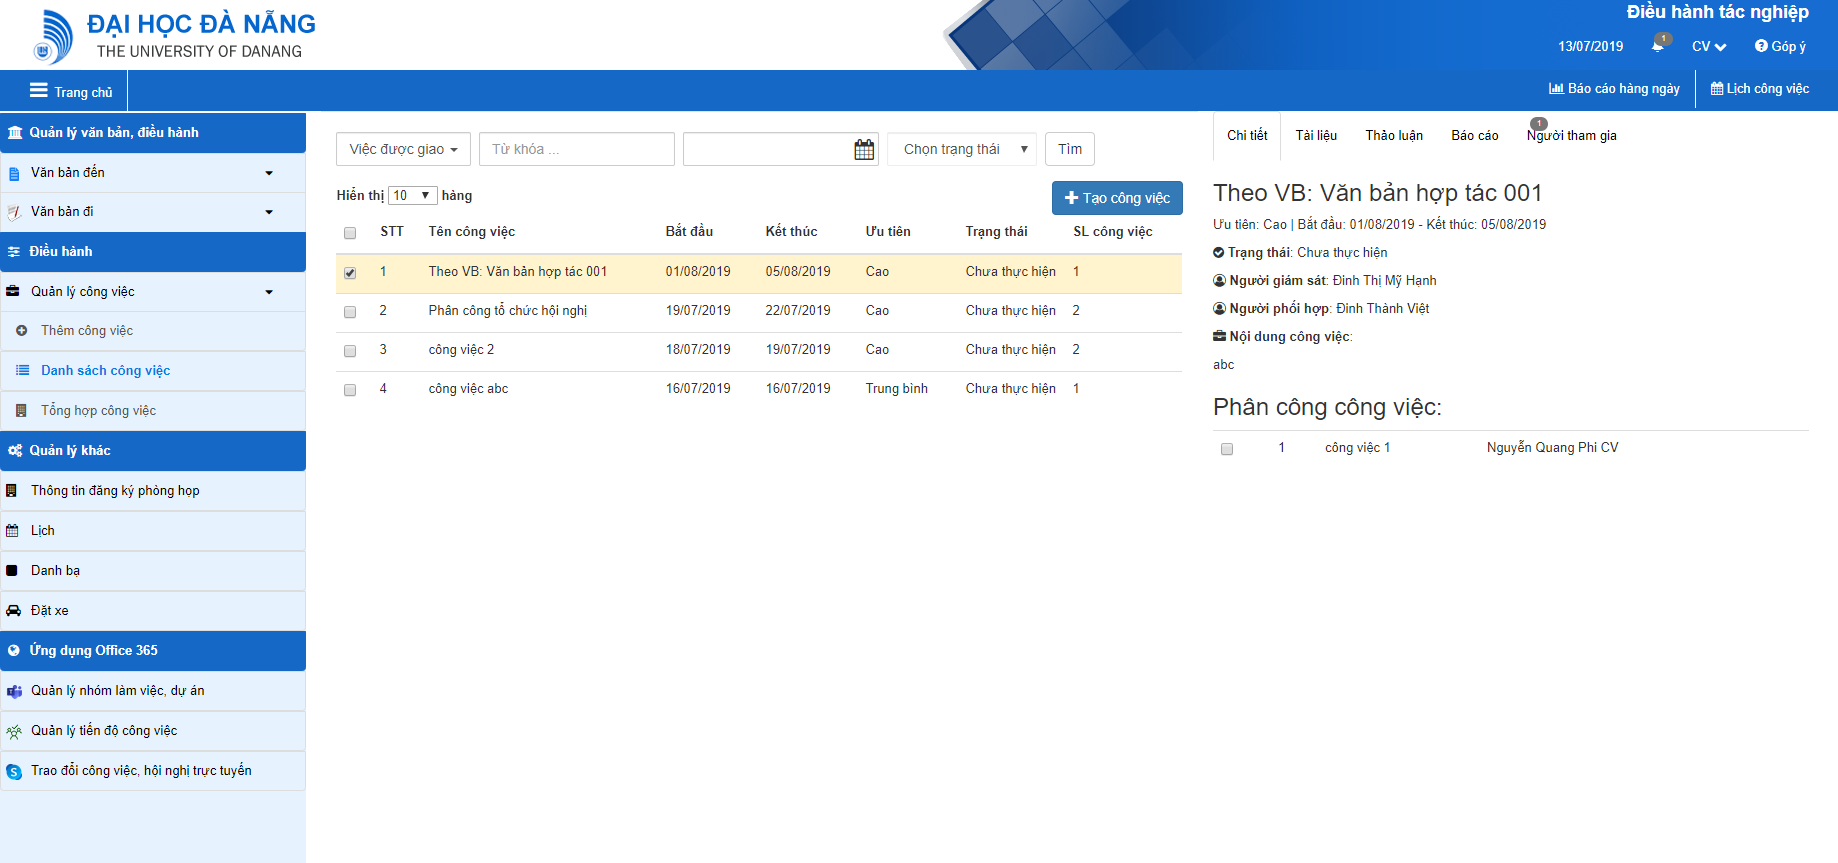 ĐẠI HỌC ĐÀ NẴNG
THE UNIVERSITY OF DANANG
Điều hành tác nghiệp
13/07/2019 1 CV Góp ý
Trang chủ
Báo cáo hàng ngày Lịch công việc
Quản lý văn bản, điều hành
Văn bản đến
Văn bản đi
Điều hành
Quản lý công việc
Thêm công việc
Danh sách công việc
Tổng hợp công việc
Quản lý khác
Thông tin đăng ký phòng họp
Lịch
Danh bạ
Đặt xe
Ứng dụng Office 365
Quản lý nhóm làm việc, dự án
Quản lý tiến độ công việc
Trao đổi công việc, hội nghị trực tuyến
Việc được giao Từ khóa ... Chọn trạng thái Tìm
Hiển thị 10 hàng
Tạo công việc
STT Tên công việc Bắt đầu Kết thúc Ưu tiên Trạng thái SL công việc
1 Theo VB: Văn bản hợp tác 001 01/08/2019 05/08/2019 Cao Chưa thực hiện 1
2 Phân công tổ chức hội nghị 19/07/2019 22/07/2019 Cao Chưa thực hiện 2
3 công việc 2 18/07/2019 19/07/2019 Cao Chưa thực hiện 2
4 công việc abc 16/07/2019 16/07/2019 Trung bình Chưa thực hiện 1
Chi tiết Tài liệu Thảo luận Báo cáo Người tham gia 1
Theo VB: Văn bản hợp tác 001
Ưu tiên: Cao | Bắt đầu: 01/08/2019 - Kết thúc: 05/08/2019
Trạng thái: Chưa thực hiện
Người giám sát: Đinh Thị Mỹ Hạnh
Người phối hợp: Đinh Thành Việt
Nội dung công việc:
abc
Phân công công việc:
1 công việc 1 Nguyễn Quang Phi CV